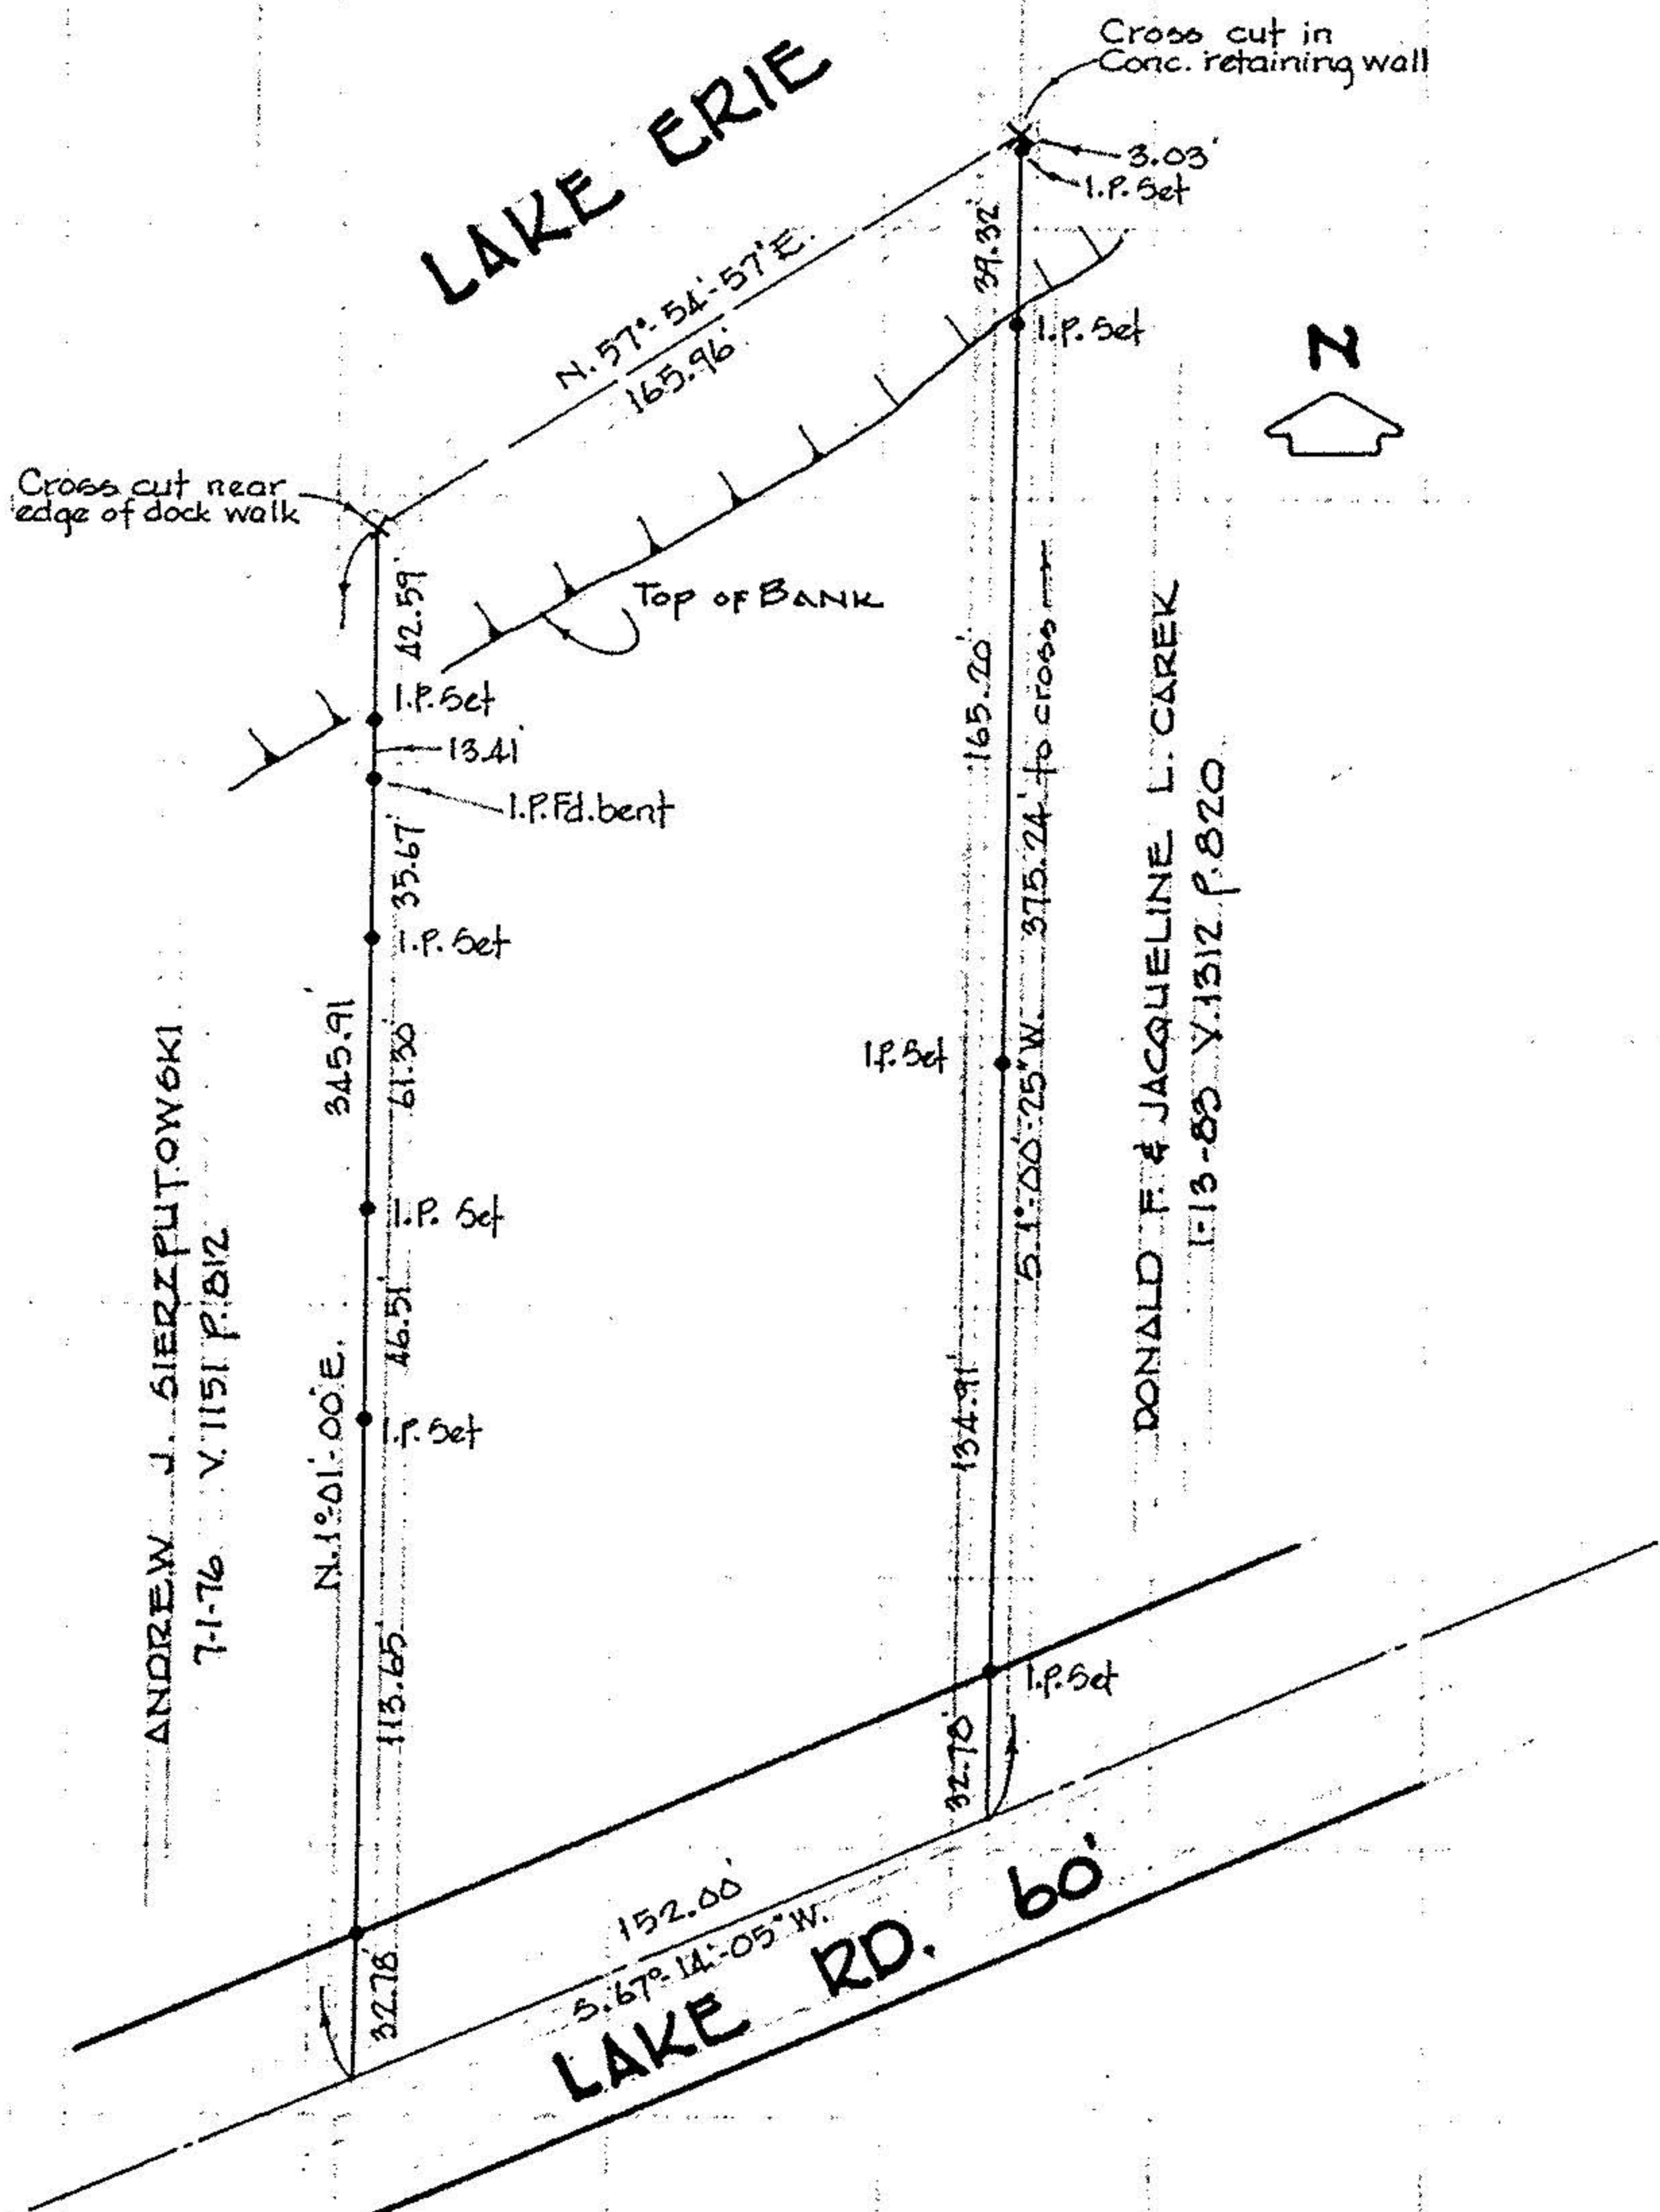 Cross cut in
Conc. retaining wall
LAKE ERIE
3.03'
I.P. Set
39.32'
N. 57°-54'-57"E.
165.96'
I.P. Set
N
Cross cut near
edge of dock walk
42.59'
TOP OF BANK
I.P. Set
13.41'
I.P. Fd. bent
35.67'
I.P. Set
345.91'
61.30'
I.P. Set
46.51'
I.P. Set
N. 1°-01'-00"E.
113.65'
32.78'
165.20'
S. 1°-00'-25"W. 375.24' to cross
I.P. Set
134.91'
I.P. Set
32.78'
ANDREW J. SIERZPUTOWSKI
7-1-76 V. 1151 P. 812
DONALD F. & JACQUELINE L. CAREK
1-13-83 V. 1312 P. 820
152.00'
S. 67°-14'-05"W.
LAKE RD. 60'